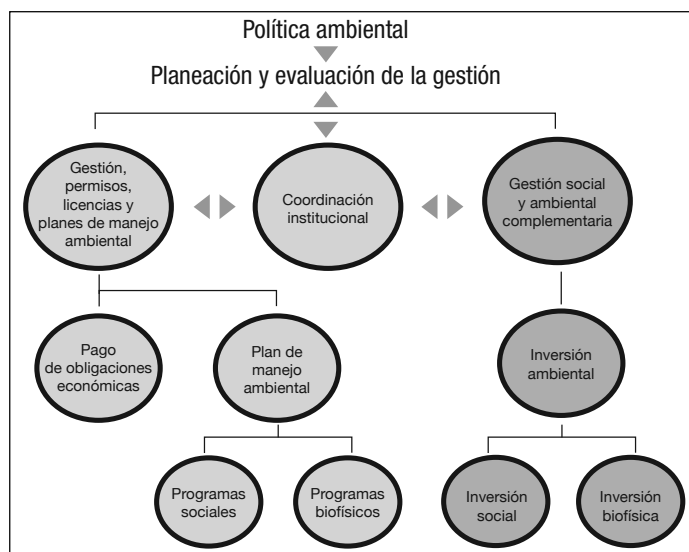 Política ambiental
Planeación y evaluación de la gestión
Gestión,
permisos,
licencias y
planes de manejo
ambiental
Coordinación
institucional
Gestión social
y ambiental
complementaria
Pago
de obligaciones
económicas
Plan de
manejo
ambiental
Inversión
ambiental
Programas
sociales
Programas
biofísicos
Inversión
social
Inversión
biofísica